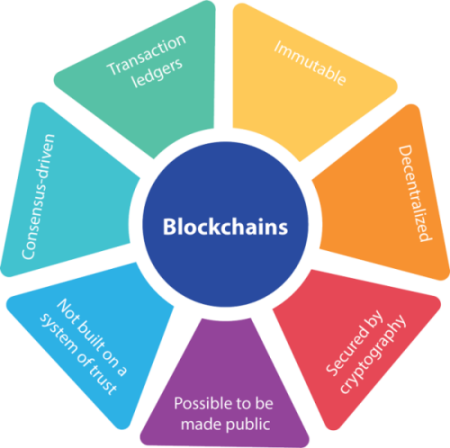 Blockchains
Transaction
ledgers
Immutable
Decentralized
Secured by
cryptography
Possible to be
made public
Not built on a
system of trust
Consensus-driven